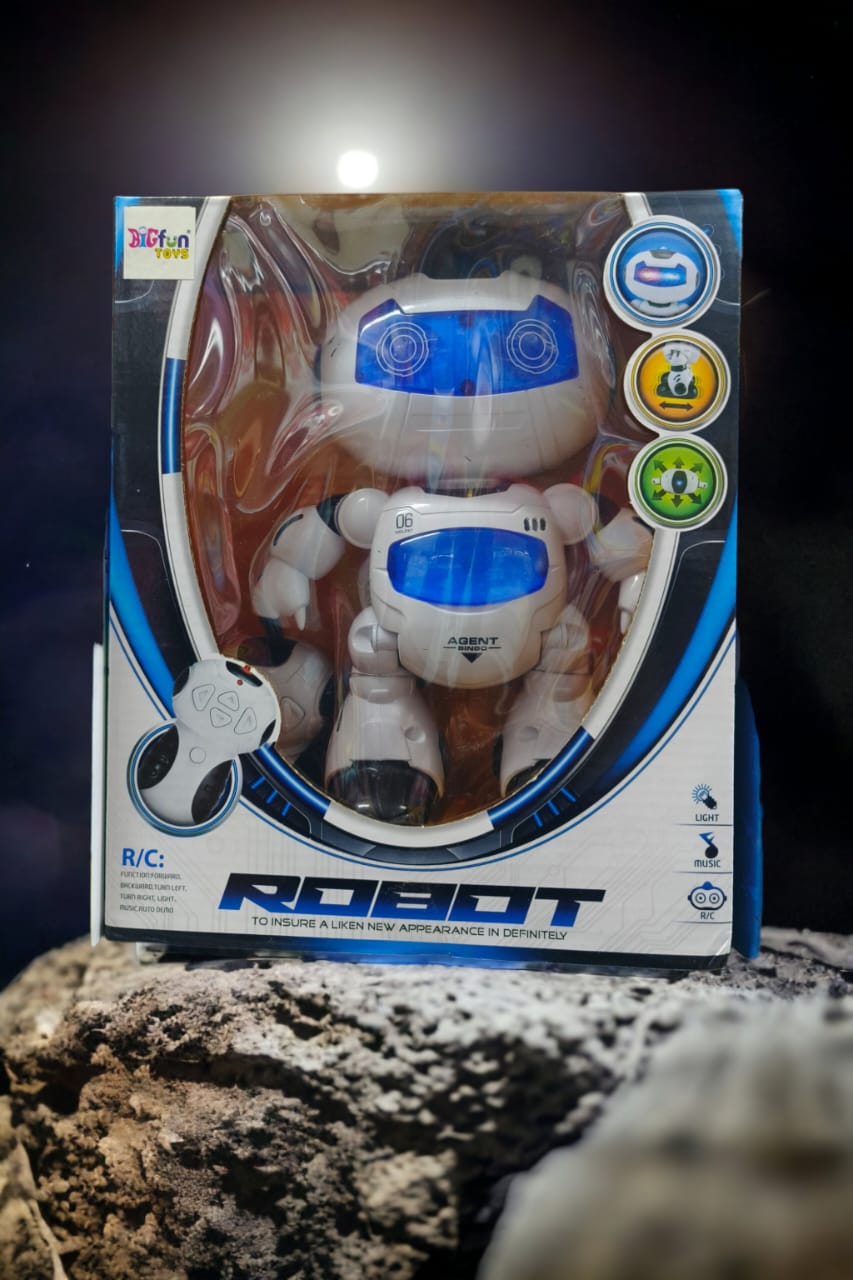 BiGfun
TOYS
06
AGENT
BINGO
LIGHT
MUSIC
R/C
R/C:
FUNCTION:FORWARD,
BACKWARD,TURN LEFT,
TURN RIGHT, LIGHT,
MUSIC,AUTO DEMO
ROBOT
TO INSURE A LIKEN NEW APPEARANCE IN DEFINITELY